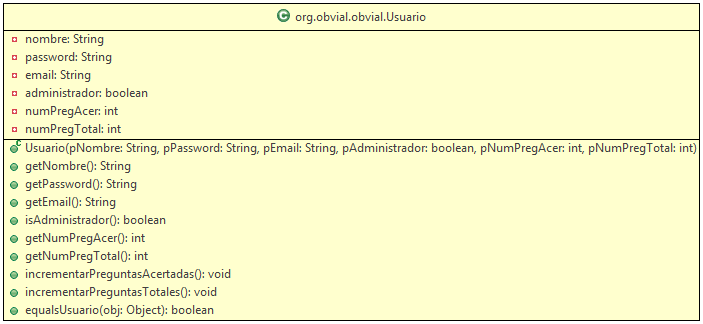 org.obvial.obvial.Usuario
nombre: String
password: String
email: String
administrador: boolean
numPregAcer: int
numPregTotal: int
Usuario(pNombre: String, pPassword: String, pEmail: String, pAdministrador: boolean, pNumPregAcer: int, pNumPregTotal: int)
getNombre(): String
getPassword(): String
getEmail(): String
isAdministrador(): boolean
getNumPregAcer(): int
getNumPregTotal(): int
incrementarPreguntasAcertadas(): void
incrementarPreguntasTotales(): void
equalsUsuario(obj: Object): boolean